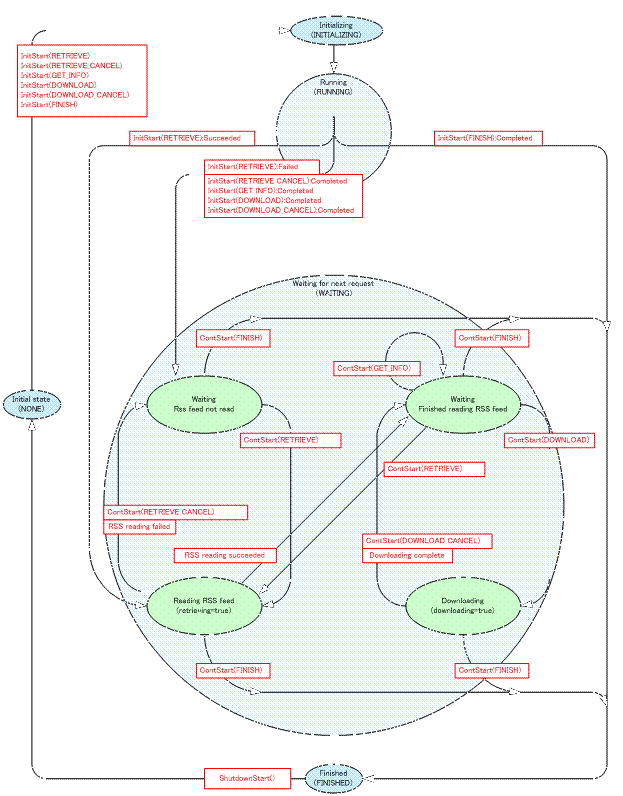 Initializing
(INITIALIZING)
InitStart(RETRIEVE)
InitStart(RETRIEVE_CANCEL)
InitStart(GET_INFO)
InitStart(DOWNLOAD)
InitStart(DOWNLOAD_CANCEL)
InitStart(FINISH)
Running
(RUNNING)
InitStart(RETRIEVE):Succeeded
InitStart(FINISH):Completed
InitStart(RETRIEVE):Failed
InitStart(RETRIEVE_CANCEL):Completed
InitStart(GET_INFO):Completed
InitStart(DOWNLOAD):Completed
InitStart(DOWNLOAD_CANCEL):Completed
Waiting for next request
(WAITING)
ContStart(FINISH)
ContStart(FINISH)
ContStart(GET_INFO)
Initial state
(NONE)
Waiting
Rss feed not read
Waiting
Finished reading RSS feed
ContStart(RETRIEVE)
ContStart(DOWNLOAD)
ContStart(RETRIEVE)
ContStart(RETRIEVE_CANCEL)
RSS reading failed
ContStart(DOWNLOAD_CANCEL)
Downloading complete
RSS reading succeeded
Reading RSS feed
(retrieving=true)
Downloading
(downloading=true)
ContStart(FINISH)
ContStart(FINISH)
ShutdownStart()
Finished
(FINISHED)